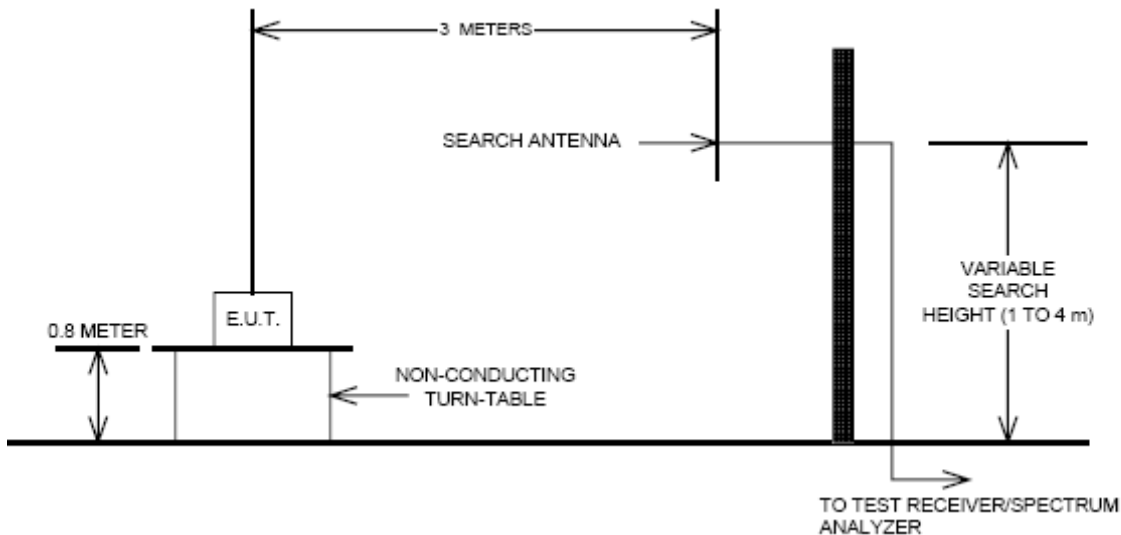 3 METERS
SEARCH ANTENNA
VARIABLE
SEARCH
HEIGHT (1 TO 4 m)
E.U.T.
0.8 METER
NON-CONDUCTING
TURN-TABLE
TO TEST RECEIVER/SPECTRUM
ANALYZER